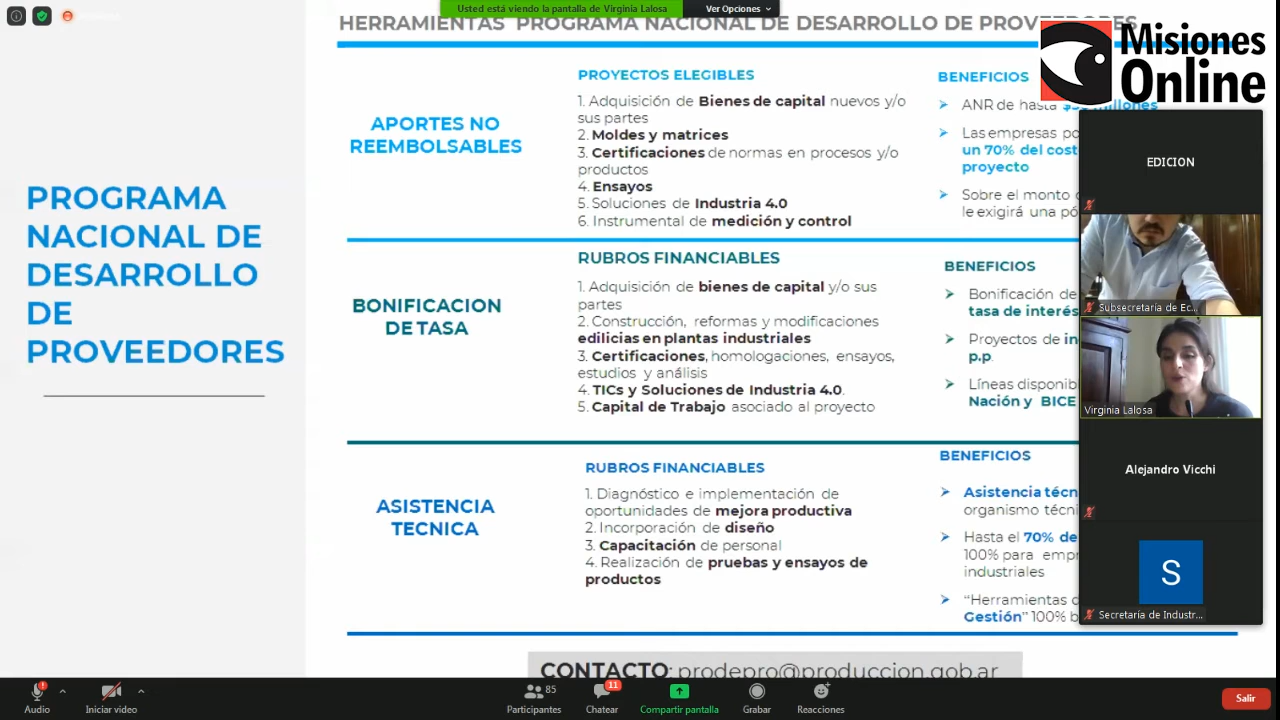 Usted está viendo la pantalla de Virginia Lalosa
Ver Opciones
HERRAMIENTAS PROGRAMA NACIONAL DE DESARROLLO DE PROVEEDORES
Misiones
Online
PROGRAMA
NACIONAL DE
DESARROLLO
DE
PROVEEDORES
APORTES NO
REEMBOLSABLES
PROYECTOS ELEGIBLES
1. Adquisición de Bienes de capital nuevos y/o
sus partes
2. Moldes y matrices
3. Certificaciones de normas en procesos y/o
productos
4. Ensayos
5. Soluciones de Industria 4.0
6. Instrumental de medición y control
BENEFICIOS
ANR de hasta
Las empresas
un 70% del
proyecto
Sobre el monto
le exigirá una
BONIFICACION
DE TASA
RUBROS FINANCIABLES
1. Adquisición de bienes de capital y/o sus
partes
2. Construcción, reformas y modificaciones
edilicias en plantas industriales
3. Certificaciones, homologaciones, ensayos,
estudios y análisis
4. TICs y Soluciones de Industria 4.0.
5. Capital de Trabajo asociado al proyecto
BENEFICIOS
Bonificación de
tasa de interés
Proyectos de
p.p.
Líneas
Nación y BICE
ASISTENCIA
TECNICA
RUBROS FINANCIABLES
1. Diagnóstico e implementación de
oportunidades de mejora productiva
2. Incorporación de diseño
3. Capacitación de personal
4. Realización de pruebas y ensayos de
productos
BENEFICIOS
Asistencia
organismo
Hasta el 70% de
100% para
industriales
“Herramientas
Gestión” 100%
CONTACTO: prodepro@produccion.gob.ar
EDICION
Subsecretaría de Ec...
Virginia Lalosa
Alejandro Vicchi
S
Secretaría de Industr...
Audio
Iniciar video
85
Participantes
11
Chatear
Compartir pantalla
Grabar
Reacciones
Salir